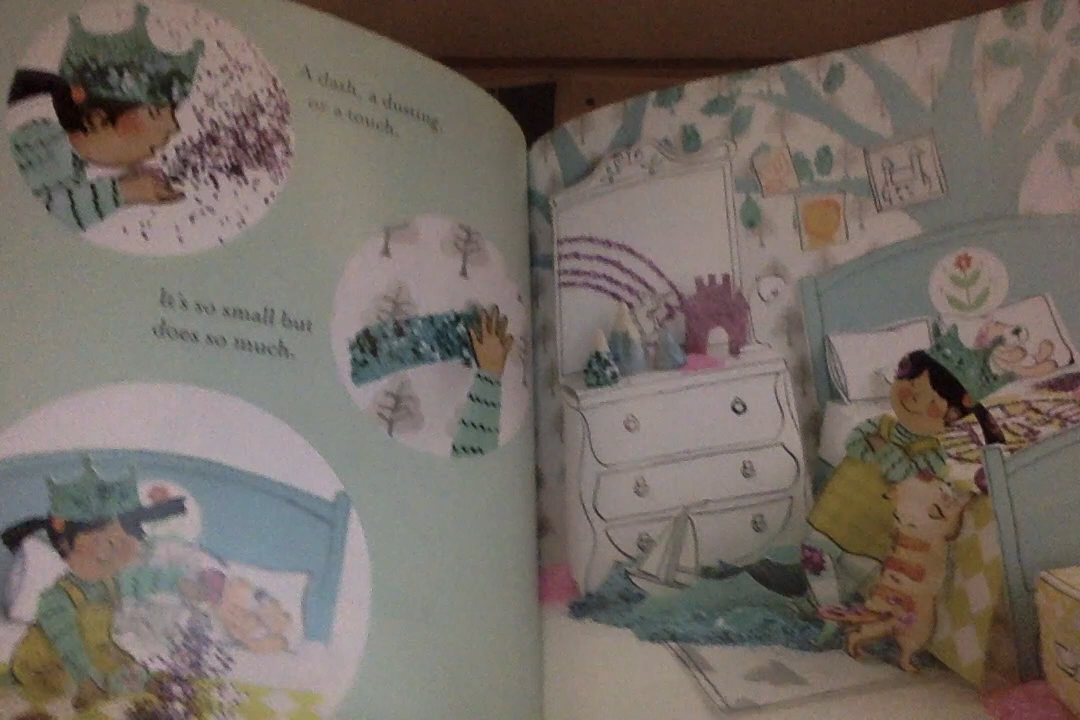 A dash, a dusting,
or a touch.
It's so small but
does so much.